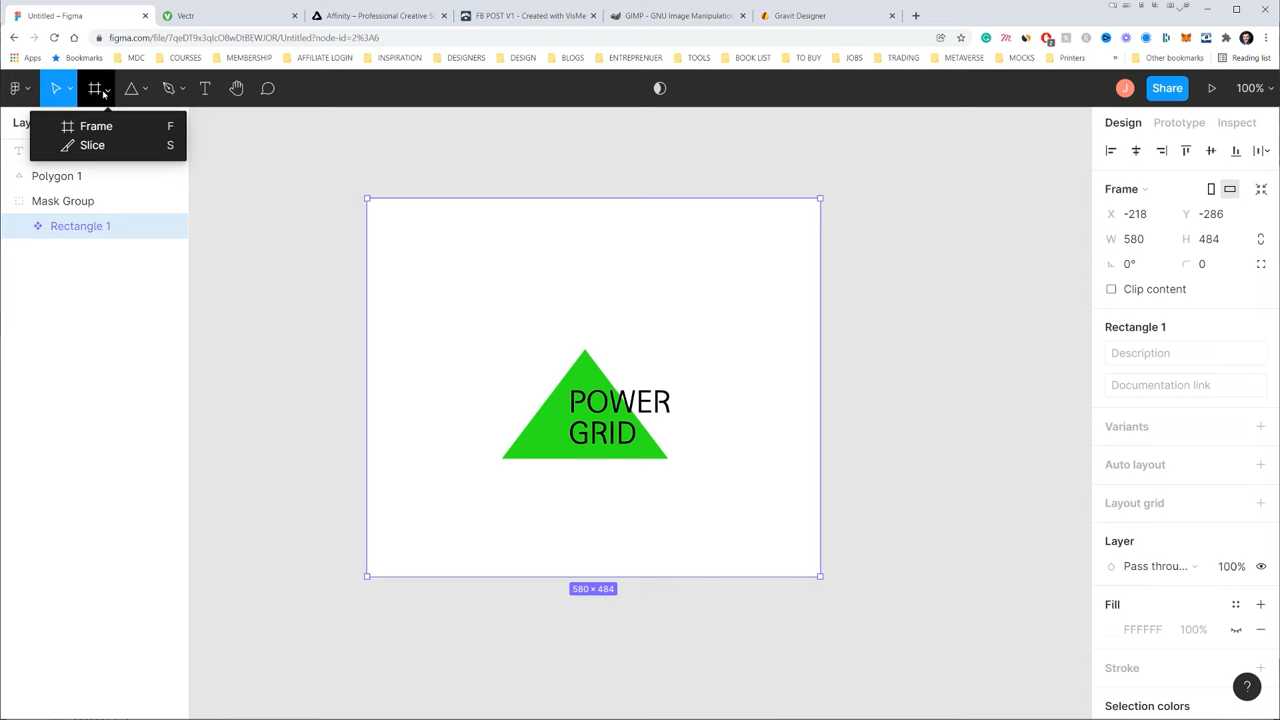 Untitled – Figma
Vectr
Affinity – Professional Creative S
FB POST V1 - Created with VisMe
GIMP - GNU Image Manipulation
Gravit Designer
figma.com/file/7qeDT9x3qIcO8wDtBEWJOR/Untitled?node-id=2%3A6
Apps
Bookmarks
MDC
COURSES
MEMBERSHIP
AFFILIATE LOGIN
INSPIRATION
DESIGN
BLOGGING
ENTREPRENUER
TOOLS
BOOK LIST
TO BUY
JOBS
TRADING
METAVERSE
MOCKS
Printers
Other bookmarks
Reading list
J
Share
100%
Lay
Frame F
Slice S
T
Polygon 1
Mask Group
Rectangle 1
POWER
GRID
580 × 484
Design Prototype Inspect
Frame
X -218 Y -286
W 580 H 484
0° 0
Clip content
Rectangle 1
Description
Documentation link
Variants
Auto layout
Layout grid
Layer
Pass throu... 100%
Fill
FFFFFF 100%
Stroke
Selection colors
?